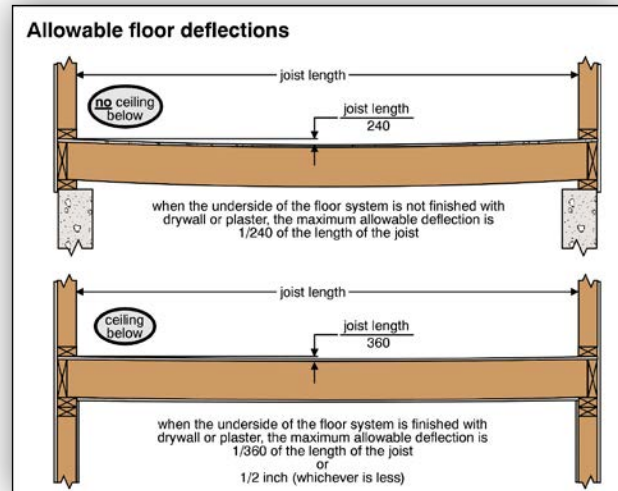 Allowable floor deflections
joist length
no ceiling
below
joist length
240
when the underside of the floor system is not finished with
drywall or plaster, the maximum allowable deflection is
1/240 of the length of the joist
joist length
ceiling
below
joist length
360
when the underside of the floor system is finished with
drywall or plaster, the maximum allowable deflection is
1/360 of the length of the joist
or
1/2 inch (whichever is less)